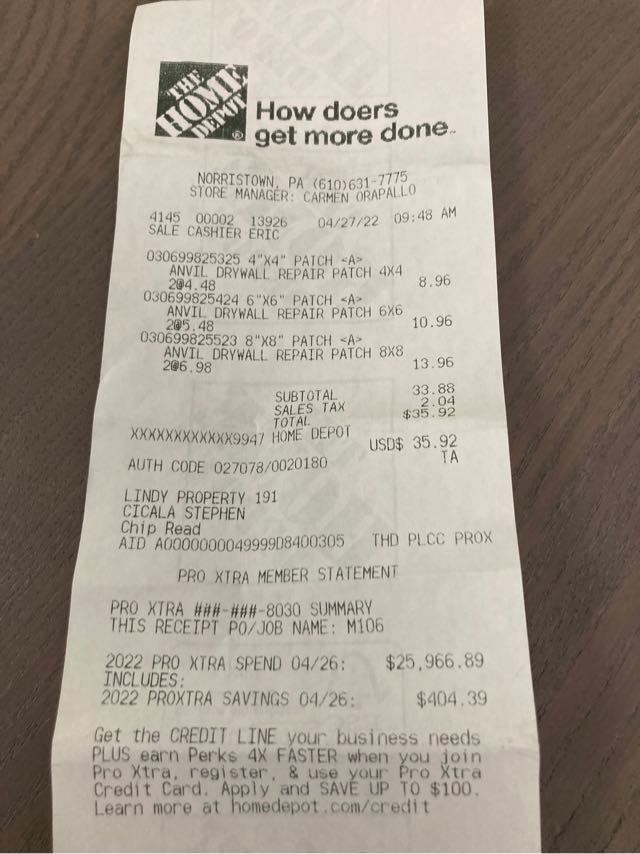 THE
HOME
DEPOT
®
How doers
get more done™
NORRISTOWN, PA (610)631-7775
STORE MANAGER: CARMEN ORAPALLO
4145 00002 13926 04/27/22 09:48 AM
SALE CASHIER ERIC
030699825325 4"X4" PATCH <A>
ANVIL DRYWALL REPAIR PATCH 4X4
2@4.48 8.96
030699825424 6"X6" PATCH <A>
ANVIL DRYWALL REPAIR PATCH 6X6
2@5.48 10.96
030699825523 8"X8" PATCH <A>
ANVIL DRYWALL REPAIR PATCH 8X8
2@6.98 13.96
SUBTOTAL 33.88
SALES TAX 2.04
TOTAL $35.92
XXXXXXXXXXXX9947 HOME DEPOT
USD$ 35.92
AUTH CODE 027078/0020180 TA
LINDY PROPERTY 191
CICALA STEPHEN
Chip Read
AID A0000000049999D8400305 THD PLCC PROX
PRO XTRA MEMBER STATEMENT
PRO XTRA ###-###-8030 SUMMARY
THIS RECEIPT PO/JOB NAME: M106
2022 PRO XTRA SPEND 04/26: $25,966.89
INCLUDES:
2022 PROXTRA SAVINGS 04/26: $404.39
Get the CREDIT LINE your business needs
PLUS earn Perks 4X FASTER when you join
Pro Xtra, register, & use your Pro Xtra
Credit Card. Apply and SAVE UP TO $100.
Learn more at homedepot.com/credit